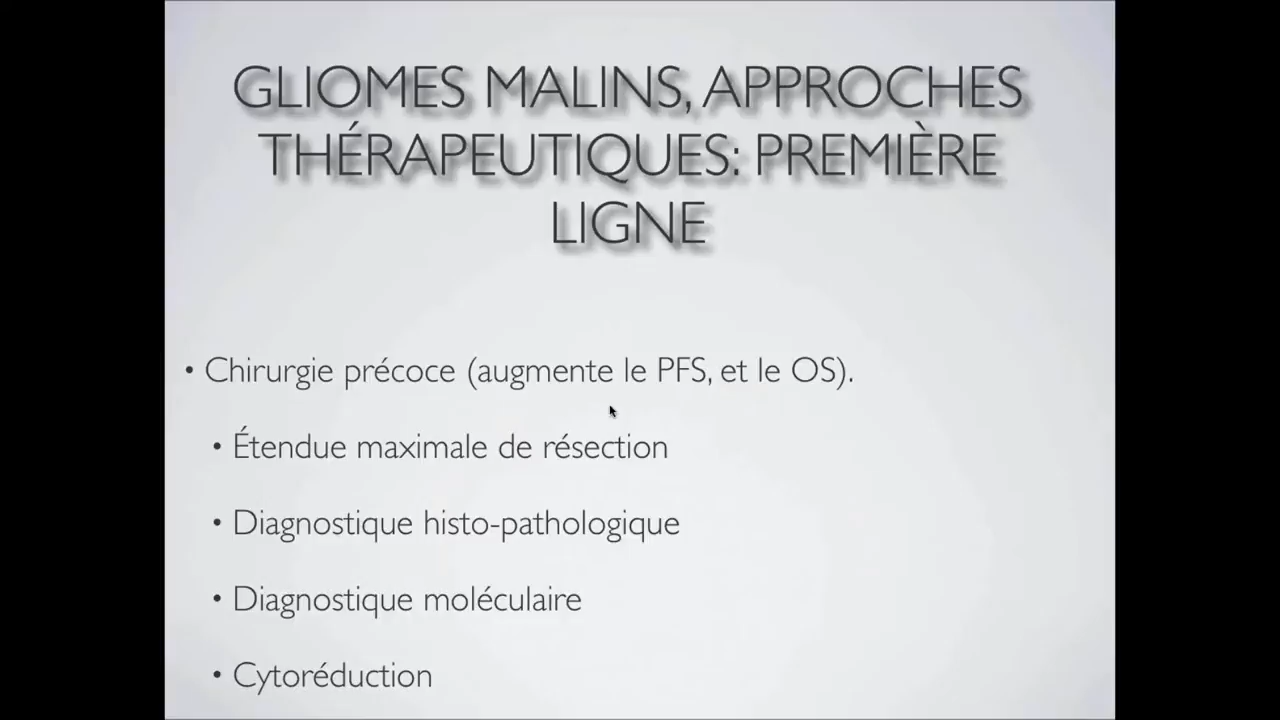 GLIOMES MALINS, APPROCHES
THÉRAPEUTIQUES: PREMIÈRE
LIGNE
• Chirurgie précoce (augmente le PFS, et le OS).
• Étendue maximale de résection
• Diagnostique histo-pathologique
• Diagnostique moléculaire
• Cytoréduction